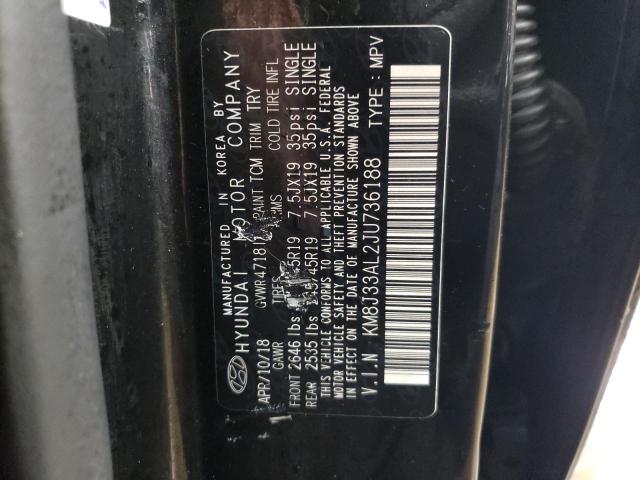 MANUFACTURED IN KOREA BY
HYUNDAI MOTOR COMPANY
APR/10/18 GVWR 4718 PAINT TCM TRIM TRY
GAWR TIRES RIMS COLD TIRE INFL
FRONT 2646 lbs 45R19 7.5JX19 35psi SINGLE
REAR 2535 lbs 245/45R19 7.5JX19 35psi SINGLE
THIS VEHICLE CONFORMS TO ALL APPLICABLE U.S.A. FEDERAL
MOTOR VEHICLE SAFETY AND THEFT PREVENTION STANDARDS
IN EFFECT ON THE DATE OF MANUFACTURE SHOWN ABOVE
V.I.N KM8J33AL2JU736188 TYPE : MPV